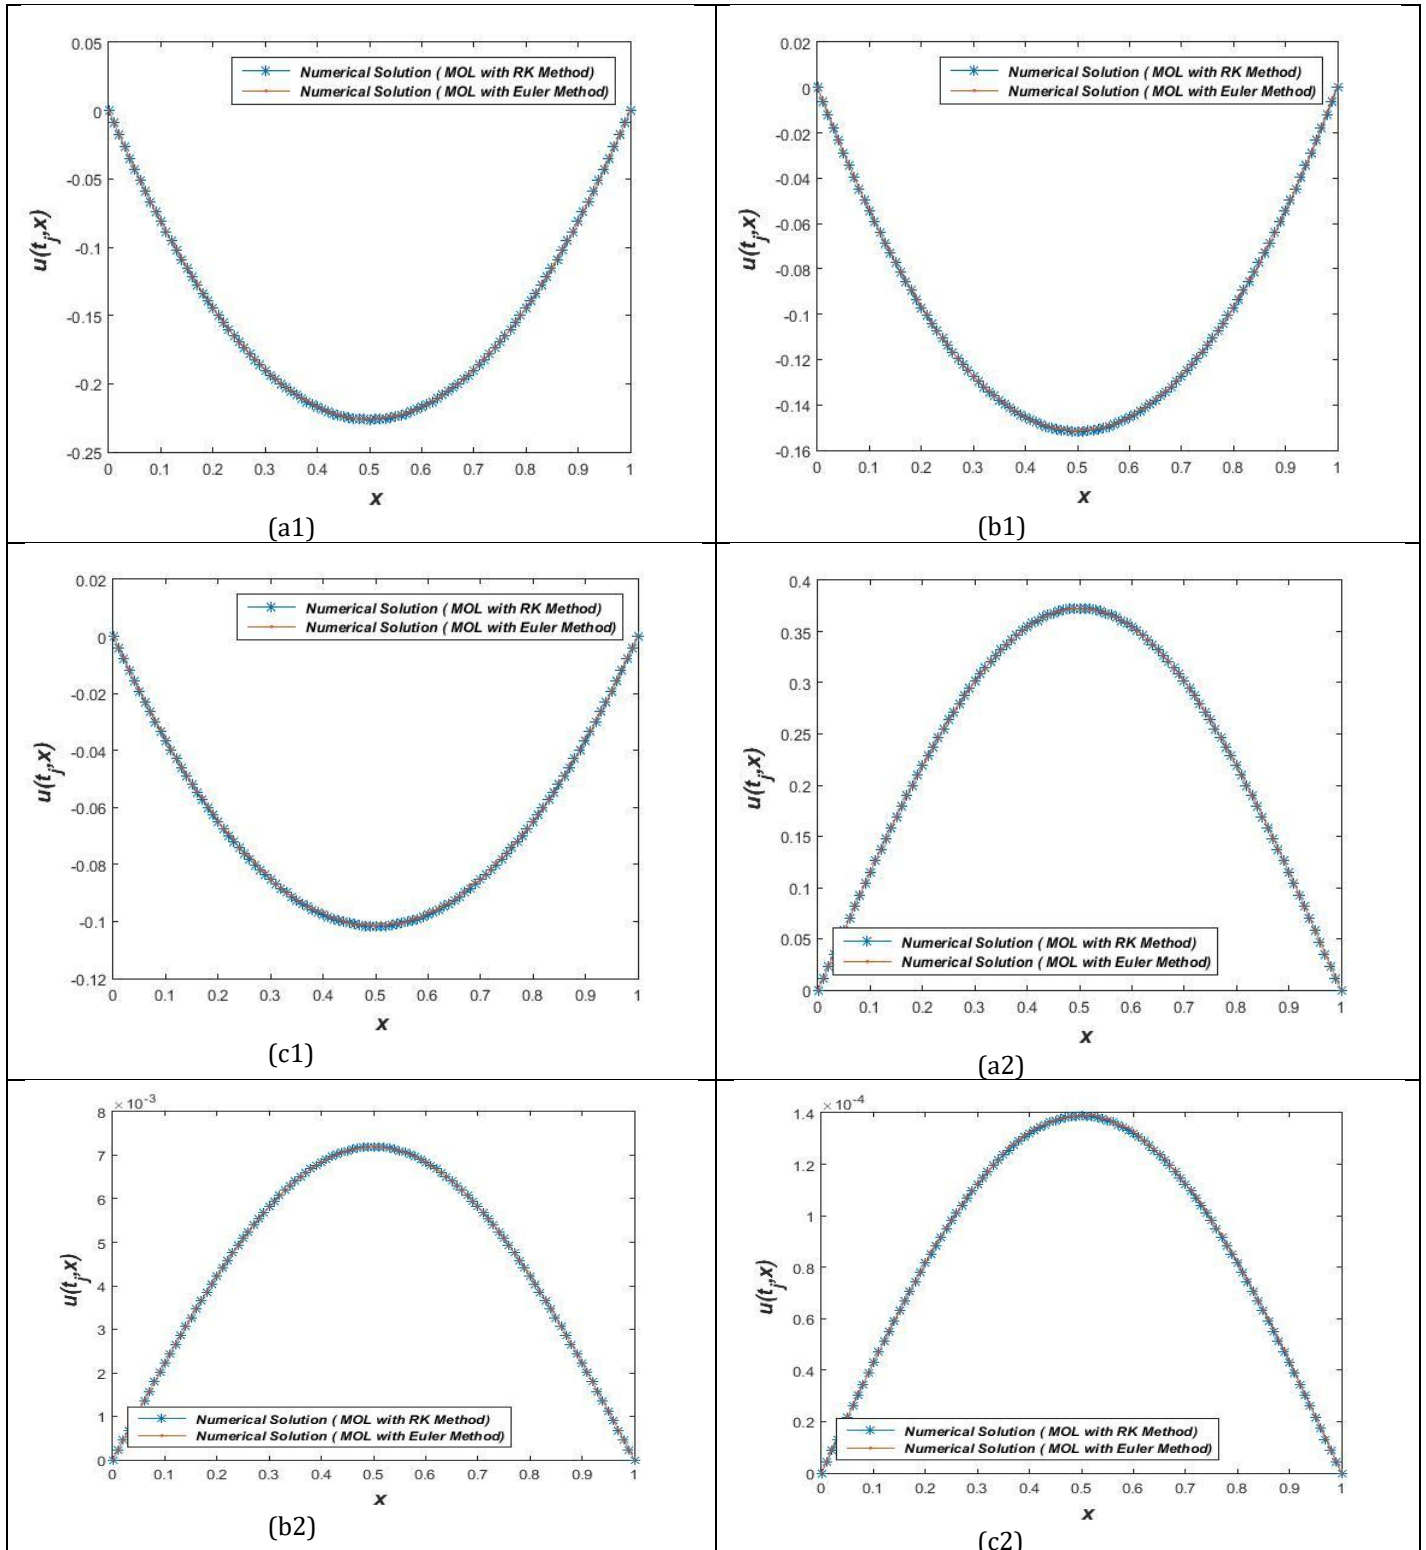 0.05
0
-0.05
-0.1
-0.15
-0.2
-0.25
Numerical Solution ( MOL with RK Method)
Numerical Solution ( MOL with Euler Method)
u(t_j,x)
0 0.1 0.2 0.3 0.4 0.5 0.6 0.7 0.8 0.9 1
x
(a1)
0.02
0
-0.02
-0.04
-0.06
-0.08
-0.1
-0.12
-0.14
-0.16
Numerical Solution ( MOL with RK Method)
Numerical Solution ( MOL with Euler Method)
u(t_j,x)
0 0.1 0.2 0.3 0.4 0.5 0.6 0.7 0.8 0.9 1
x
(b1)
0.02
0
-0.02
-0.04
-0.06
-0.08
-0.1
-0.12
Numerical Solution ( MOL with RK Method)
Numerical Solution ( MOL with Euler Method)
u(t_j,x)
0 0.1 0.2 0.3 0.4 0.5 0.6 0.7 0.8 0.9 1
x
(c1)
0.4
0.35
0.3
0.25
0.2
0.15
0.1
0.05
0
Numerical Solution ( MOL with RK Method)
Numerical Solution ( MOL with Euler Method)
u(t_j,x)
0 0.1 0.2 0.3 0.4 0.5 0.6 0.7 0.8 0.9 1
x
(a2)
× 10^-3
8
7
6
5
4
3
2
1
0
Numerical Solution ( MOL with RK Method)
Numerical Solution ( MOL with Euler Method)
u(t_j,x)
0 0.1 0.2 0.3 0.4 0.5 0.6 0.7 0.8 0.9 1
x
(b2)
× 10^-4
1.4
1.2
1
0.8
0.6
0.4
0.2
0
Numerical Solution ( MOL with RK Method)
Numerical Solution ( MOL with Euler Method)
u(t_j,x)
0 0.1 0.2 0.3 0.4 0.5 0.6 0.7 0.8 0.9 1
x
(c2)